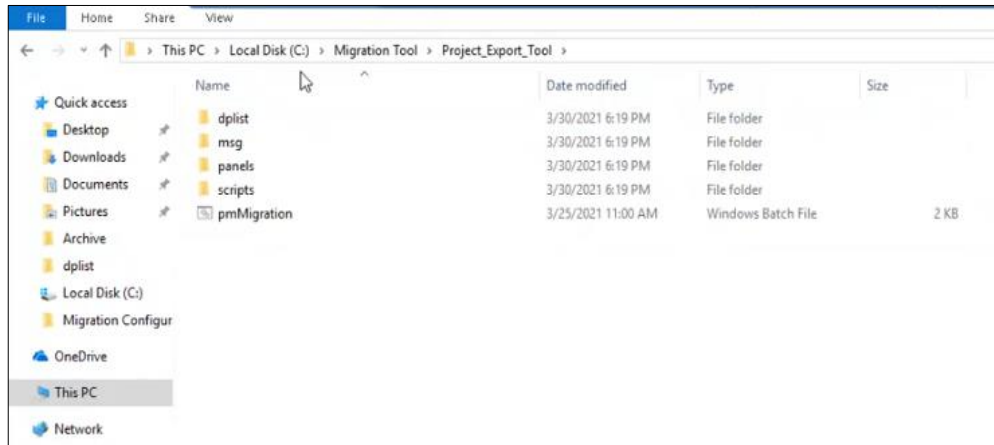 File Home Share View
This PC > Local Disk (C:) > Migration Tool > Project_Export_Tool >
Name Date modified Type Size
Quick access
Desktop
Downloads
Documents
Pictures
Archive
dplist
Local Disk (C:)
Migration Configur
OneDrive
This PC
Network
dplist 3/30/2021 6:19 PM File folder
msg 3/30/2021 6:19 PM File folder
panels 3/30/2021 6:19 PM File folder
scripts 3/30/2021 6:19 PM File folder
pmMigration 3/25/2021 11:00 AM Windows Batch File 2 KB